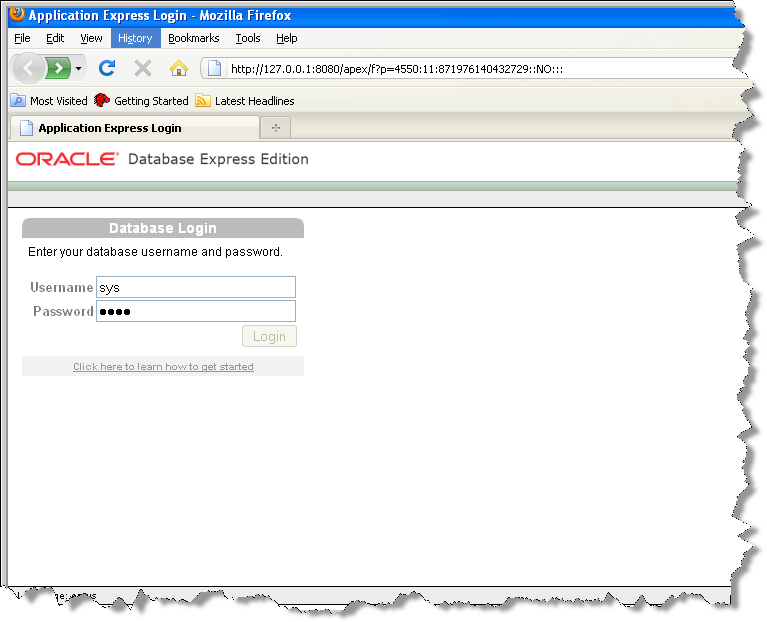 Application Express Login - Mozilla Firefox
File Edit View History Bookmarks Tools Help
http://127.0.0.1:8080/apex/f?p=4550:11:871976140432729::NO:::
Most Visited Getting Started Latest Headlines
Application Express Login
ORACLE Database Express Edition
Database Login
Enter your database username and password.
Username sys
Password ●●●●
Login
Click here to learn how to get started